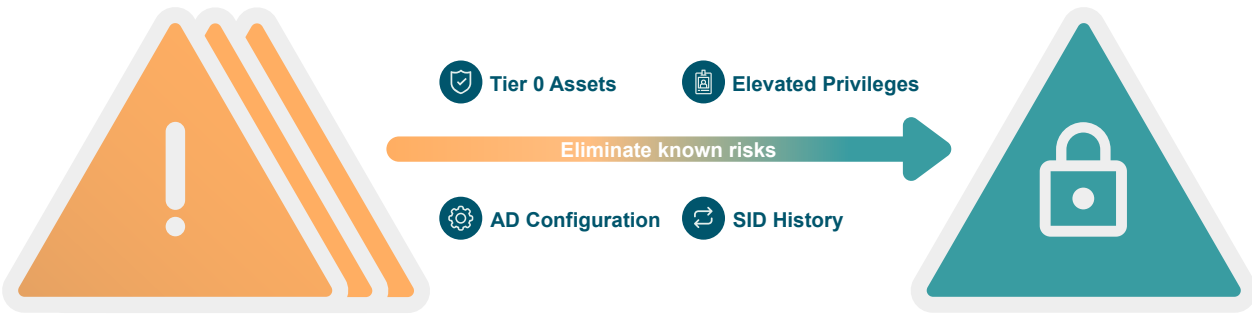 Tier 0 Assets
Elevated Privileges
Eliminate known risks
AD Configuration
SID History